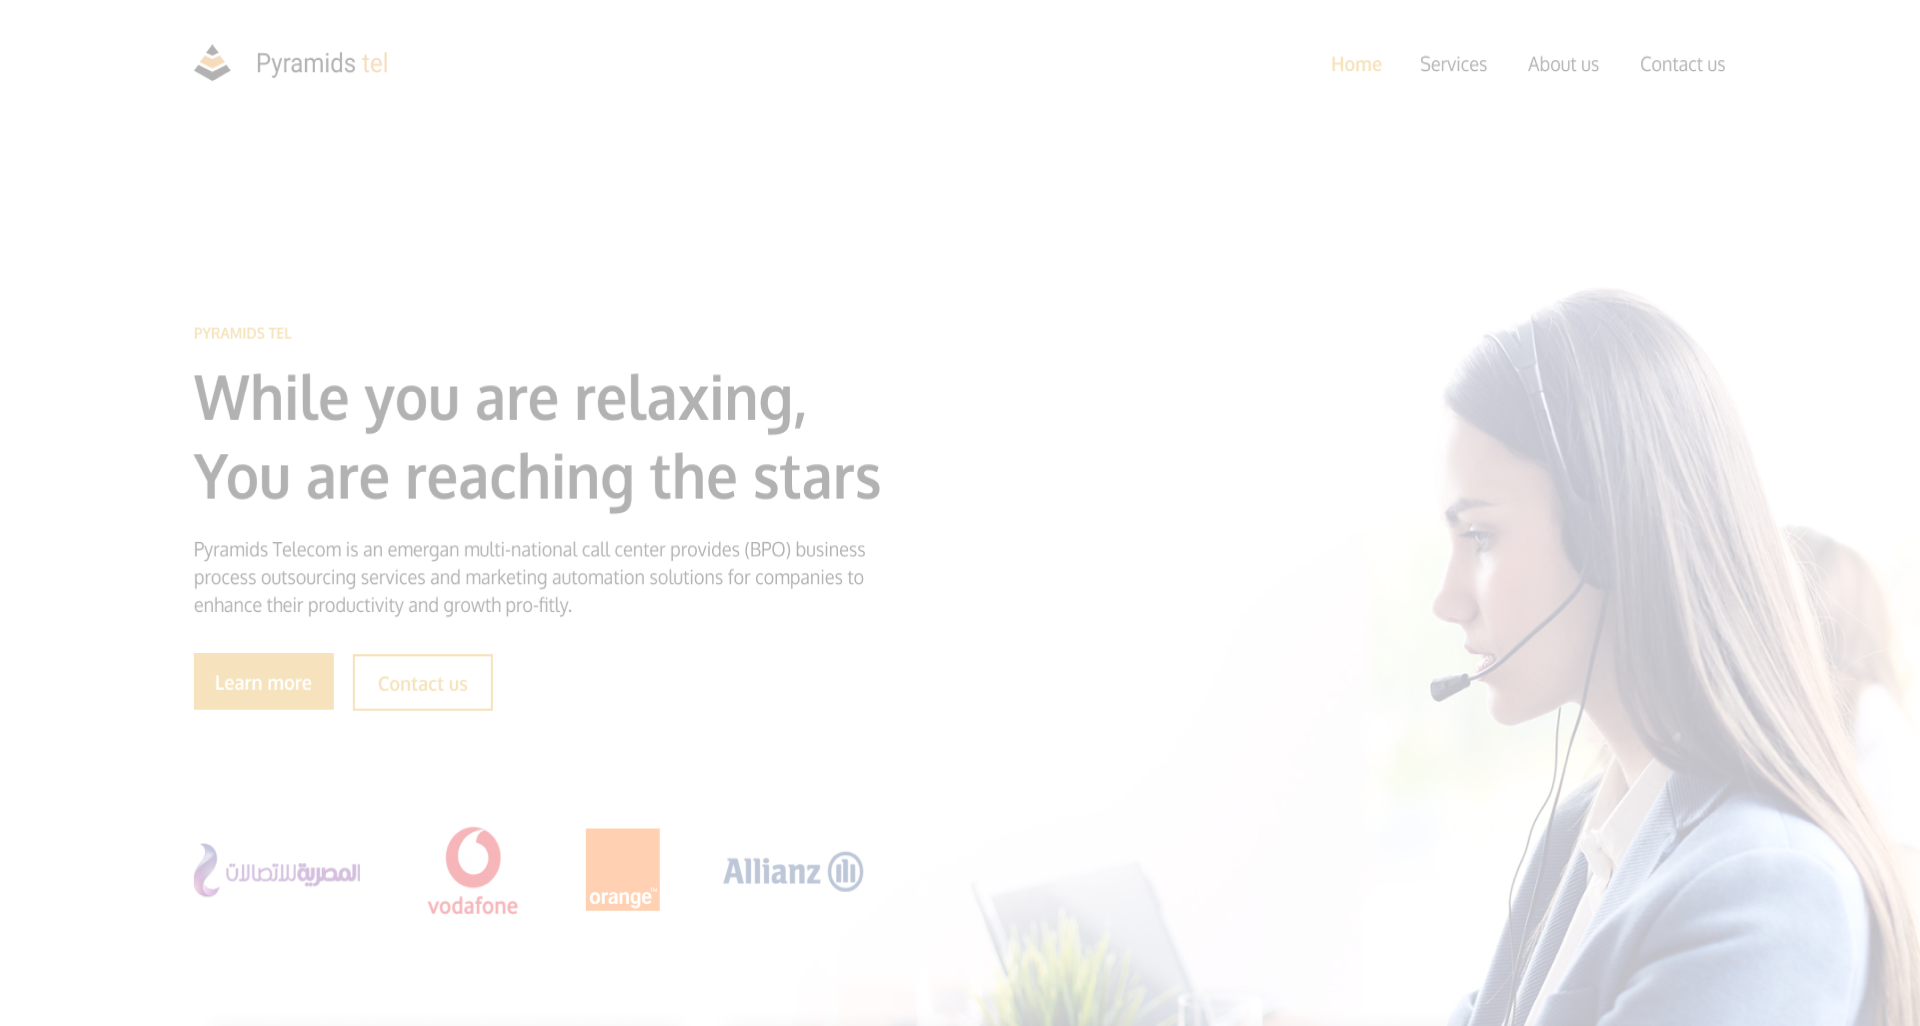 Pyramids tel
Home
Services
About us
Contact us
PYRAMIDS TEL
While you are relaxing,
You are reaching the stars
Pyramids Telecom is an emergan multi-national call center provides (BPO) business
process outsourcing services and marketing automation solutions for companies to
enhance their productivity and growth pro-fitly.
Learn more
Contact us
المصرية للاتصالات
vodafone
orange™
Allianz